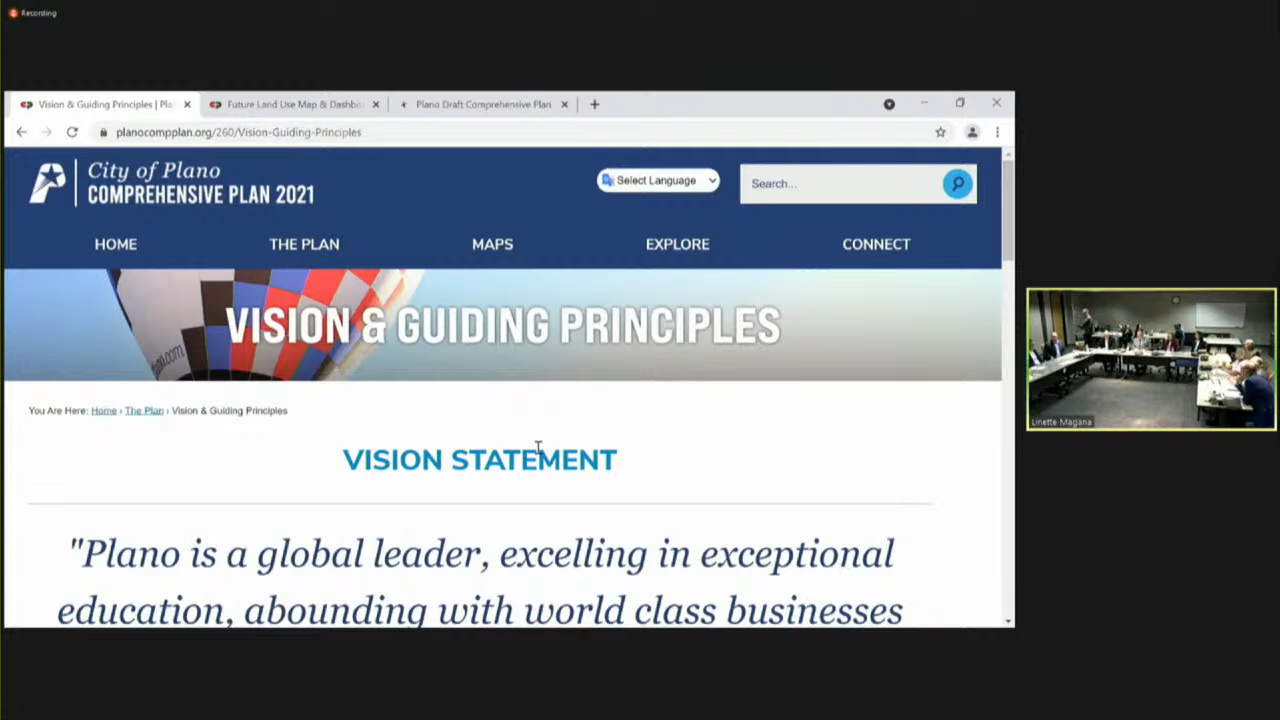 Recording
Vision & Guiding Principles | Pla
Future Land Use Map & Dashbo
Plano Draft Comprehensive Plan
planocompplan.org/260/Vision-Guiding-Principles
City of Plano
COMPREHENSIVE PLAN 2021
Select Language
Search...
HOME
THE PLAN
MAPS
EXPLORE
CONNECT
VISION & GUIDING PRINCIPLES
You Are Here: Home › The Plan › Vision & Guiding Principles
VISION STATEMENT
"Plano is a global leader, excelling in exceptional
education, abounding with world class businesses
Linette Magana